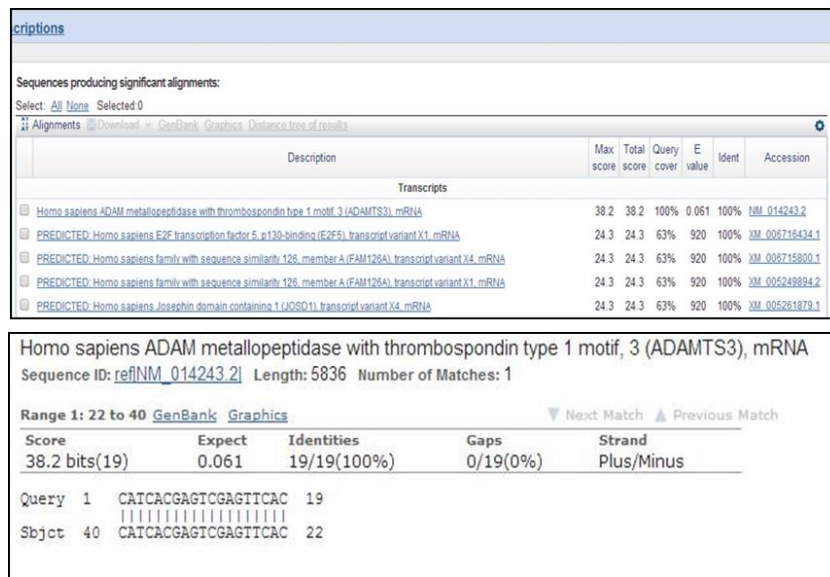 criptions
Sequences producing significant alignments:
Select: All None Selected:0
Alignments Download GenBank Graphics Distance tree of results
Description Max score Total score Query cover E value Ident Accession
Transcripts
Homo sapiens ADAM metallopeptidase with thrombospondin type 1 motif, 3 (ADAMTS3), mRNA 38.2 38.2 100% 0.061 100% NM_014243.2
PREDICTED: Homo sapiens E2F transcription factor 5, p130-binding (E2F5), transcript variant X1, mRNA 24.3 24.3 63% 920 100% XM_006716434.1
PREDICTED: Homo sapiens family with sequence similarity 126, member A (FAM126A), transcript variant X4, mRNA 24.3 24.3 63% 920 100% XM_006715800.1
PREDICTED: Homo sapiens family with sequence similarity 126, member A (FAM126A), transcript variant X1, mRNA 24.3 24.3 63% 920 100% XM_005249894.2
PREDICTED: Homo sapiens Josephin domain containing 1 (JOSD1), transcript variant X4, mRNA 24.3 24.3 63% 920 100% XM_005261879.1
Homo sapiens ADAM metallopeptidase with thrombospondin type 1 motif, 3 (ADAMTS3), mRNA
Sequence ID: ref|NM_014243.2| Length: 5836 Number of Matches: 1
Range 1: 22 to 40 GenBank Graphics Next Match Previous Match
Score Expect Identities Gaps Strand
38.2 bits(19) 0.061 19/19(100%) 0/19(0%) Plus/Minus
Query 1 CATCACGAGTCGAGTTCAC 19
Sbjct 40 CATCACGAGTCGAGTTCAC 22